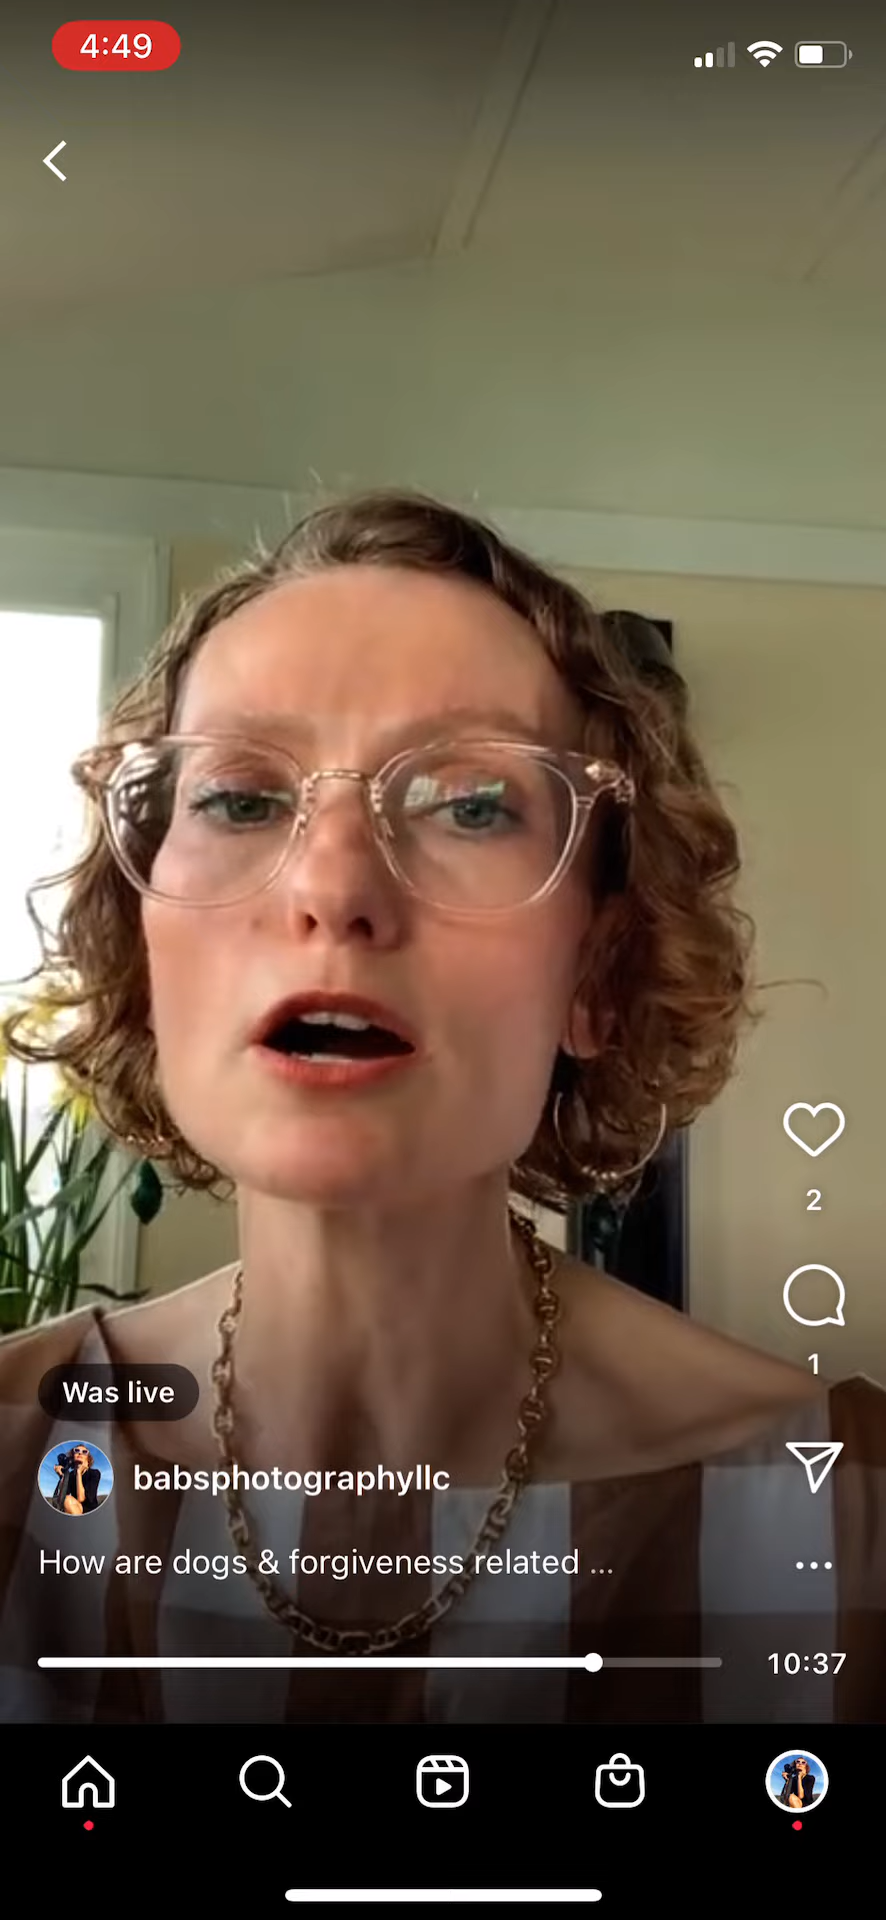 4:49
2
1
Was live
babsphotographyllc
How are dogs & forgiveness related ...
10:37